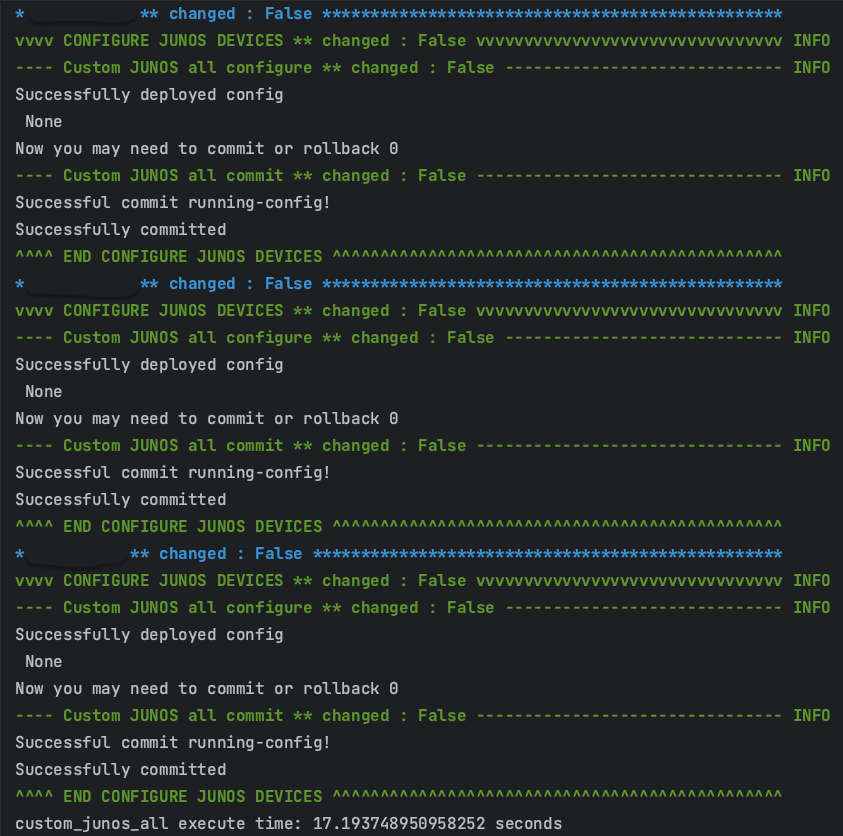 * ** changed : False *************************************************
vvvv CONFIGURE JUNOS DEVICES ** changed : False vvvvvvvvvvvvvvvvvvvvvvvvvvvvvvvv INFO
---- Custom JUNOS all configure ** changed : False ----------------------------- INFO
Successfully deployed config
None
Now you may need to commit or rollback 0
---- Custom JUNOS all commit ** changed : False -------------------------------- INFO
Successful commit running-config!
Successfully committed
^^^^ END CONFIGURE JUNOS DEVICES ^^^^^^^^^^^^^^^^^^^^^^^^^^^^^^^^^^^^^^^^^^^^^^^
* ** changed : False *************************************************
vvvv CONFIGURE JUNOS DEVICES ** changed : False vvvvvvvvvvvvvvvvvvvvvvvvvvvvvvvv INFO
---- Custom JUNOS all configure ** changed : False ----------------------------- INFO
Successfully deployed config
None
Now you may need to commit or rollback 0
---- Custom JUNOS all commit ** changed : False -------------------------------- INFO
Successful commit running-config!
Successfully committed
^^^^ END CONFIGURE JUNOS DEVICES ^^^^^^^^^^^^^^^^^^^^^^^^^^^^^^^^^^^^^^^^^^^^^^^
* ** changed : False **************************************************
vvvv CONFIGURE JUNOS DEVICES ** changed : False vvvvvvvvvvvvvvvvvvvvvvvvvvvvvvvv INFO
---- Custom JUNOS all configure ** changed : False ----------------------------- INFO
Successfully deployed config
None
Now you may need to commit or rollback 0
---- Custom JUNOS all commit ** changed : False -------------------------------- INFO
Successful commit running-config!
Successfully committed
^^^^ END CONFIGURE JUNOS DEVICES ^^^^^^^^^^^^^^^^^^^^^^^^^^^^^^^^^^^^^^^^^^^^^^^
custom_junos_all execute time: 17.193748950958252 seconds